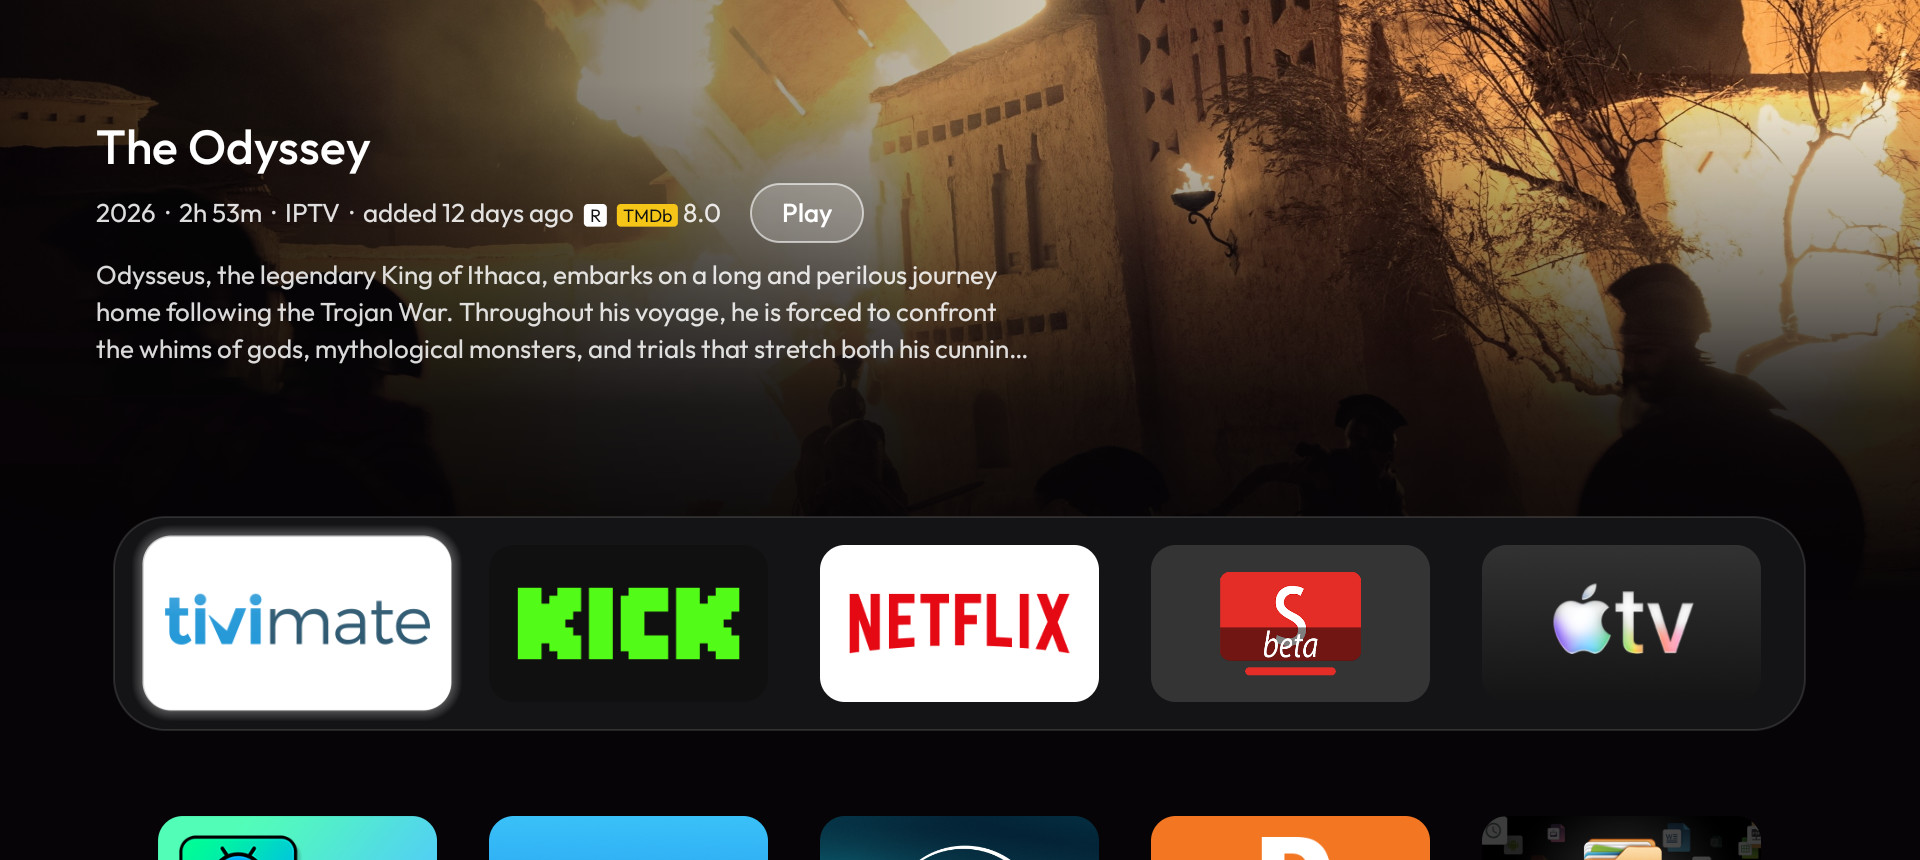 The Odyssey
2026 · 2h 53m · IPTV · added 12 days ago R TMDb 8.0 Play
Odysseus, the legendary King of Ithaca, embarks on a long and perilous journey
home following the Trojan War. Throughout his voyage, he is forced to confront
the whims of gods, mythological monsters, and trials that stretch both his cunnin...
tivimate KICK NETFLIX S beta tv